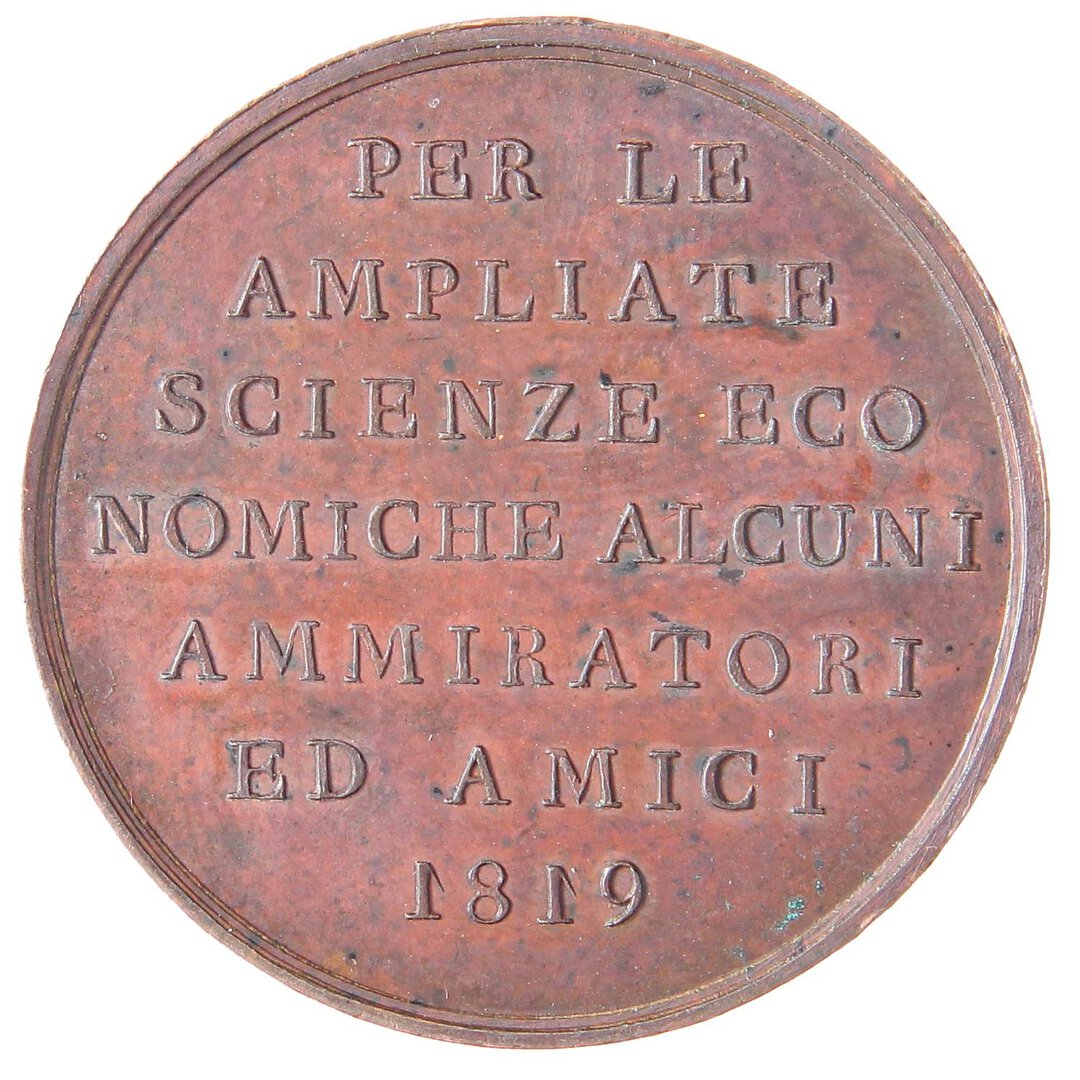 PER LE
AMPLIATE
SCIENZE ECO
NOMICHE ALCUNI
AMMIRATORI
ED AMICI
1819